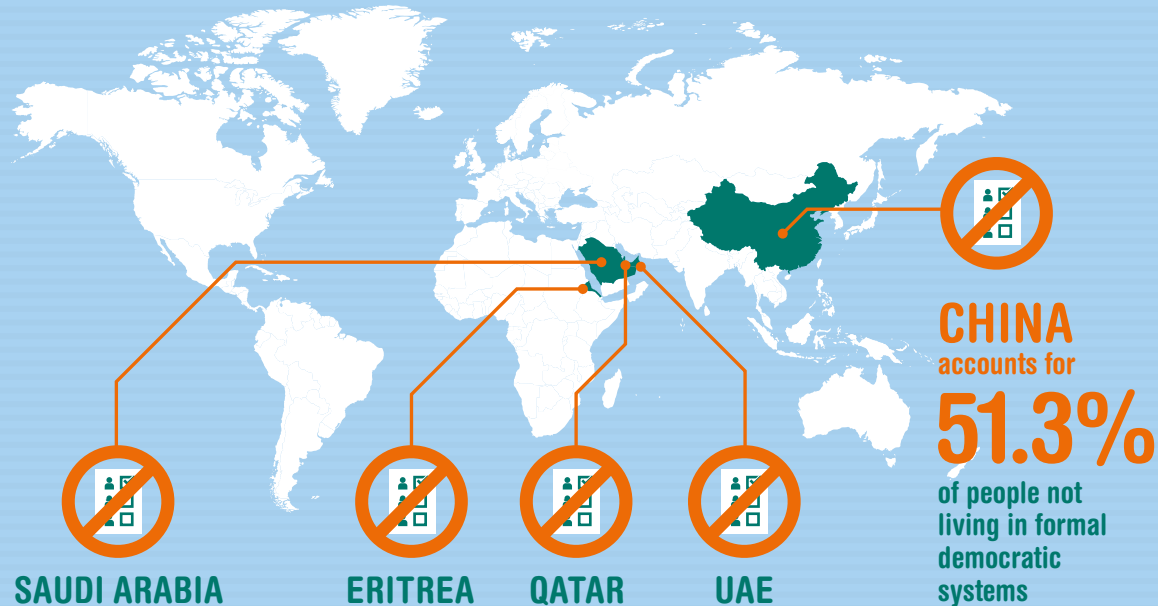 CHINA
accounts for
51.3%
of people not
living in formal
democratic
systems
SAUDI ARABIA
ERITREA
QATAR
UAE